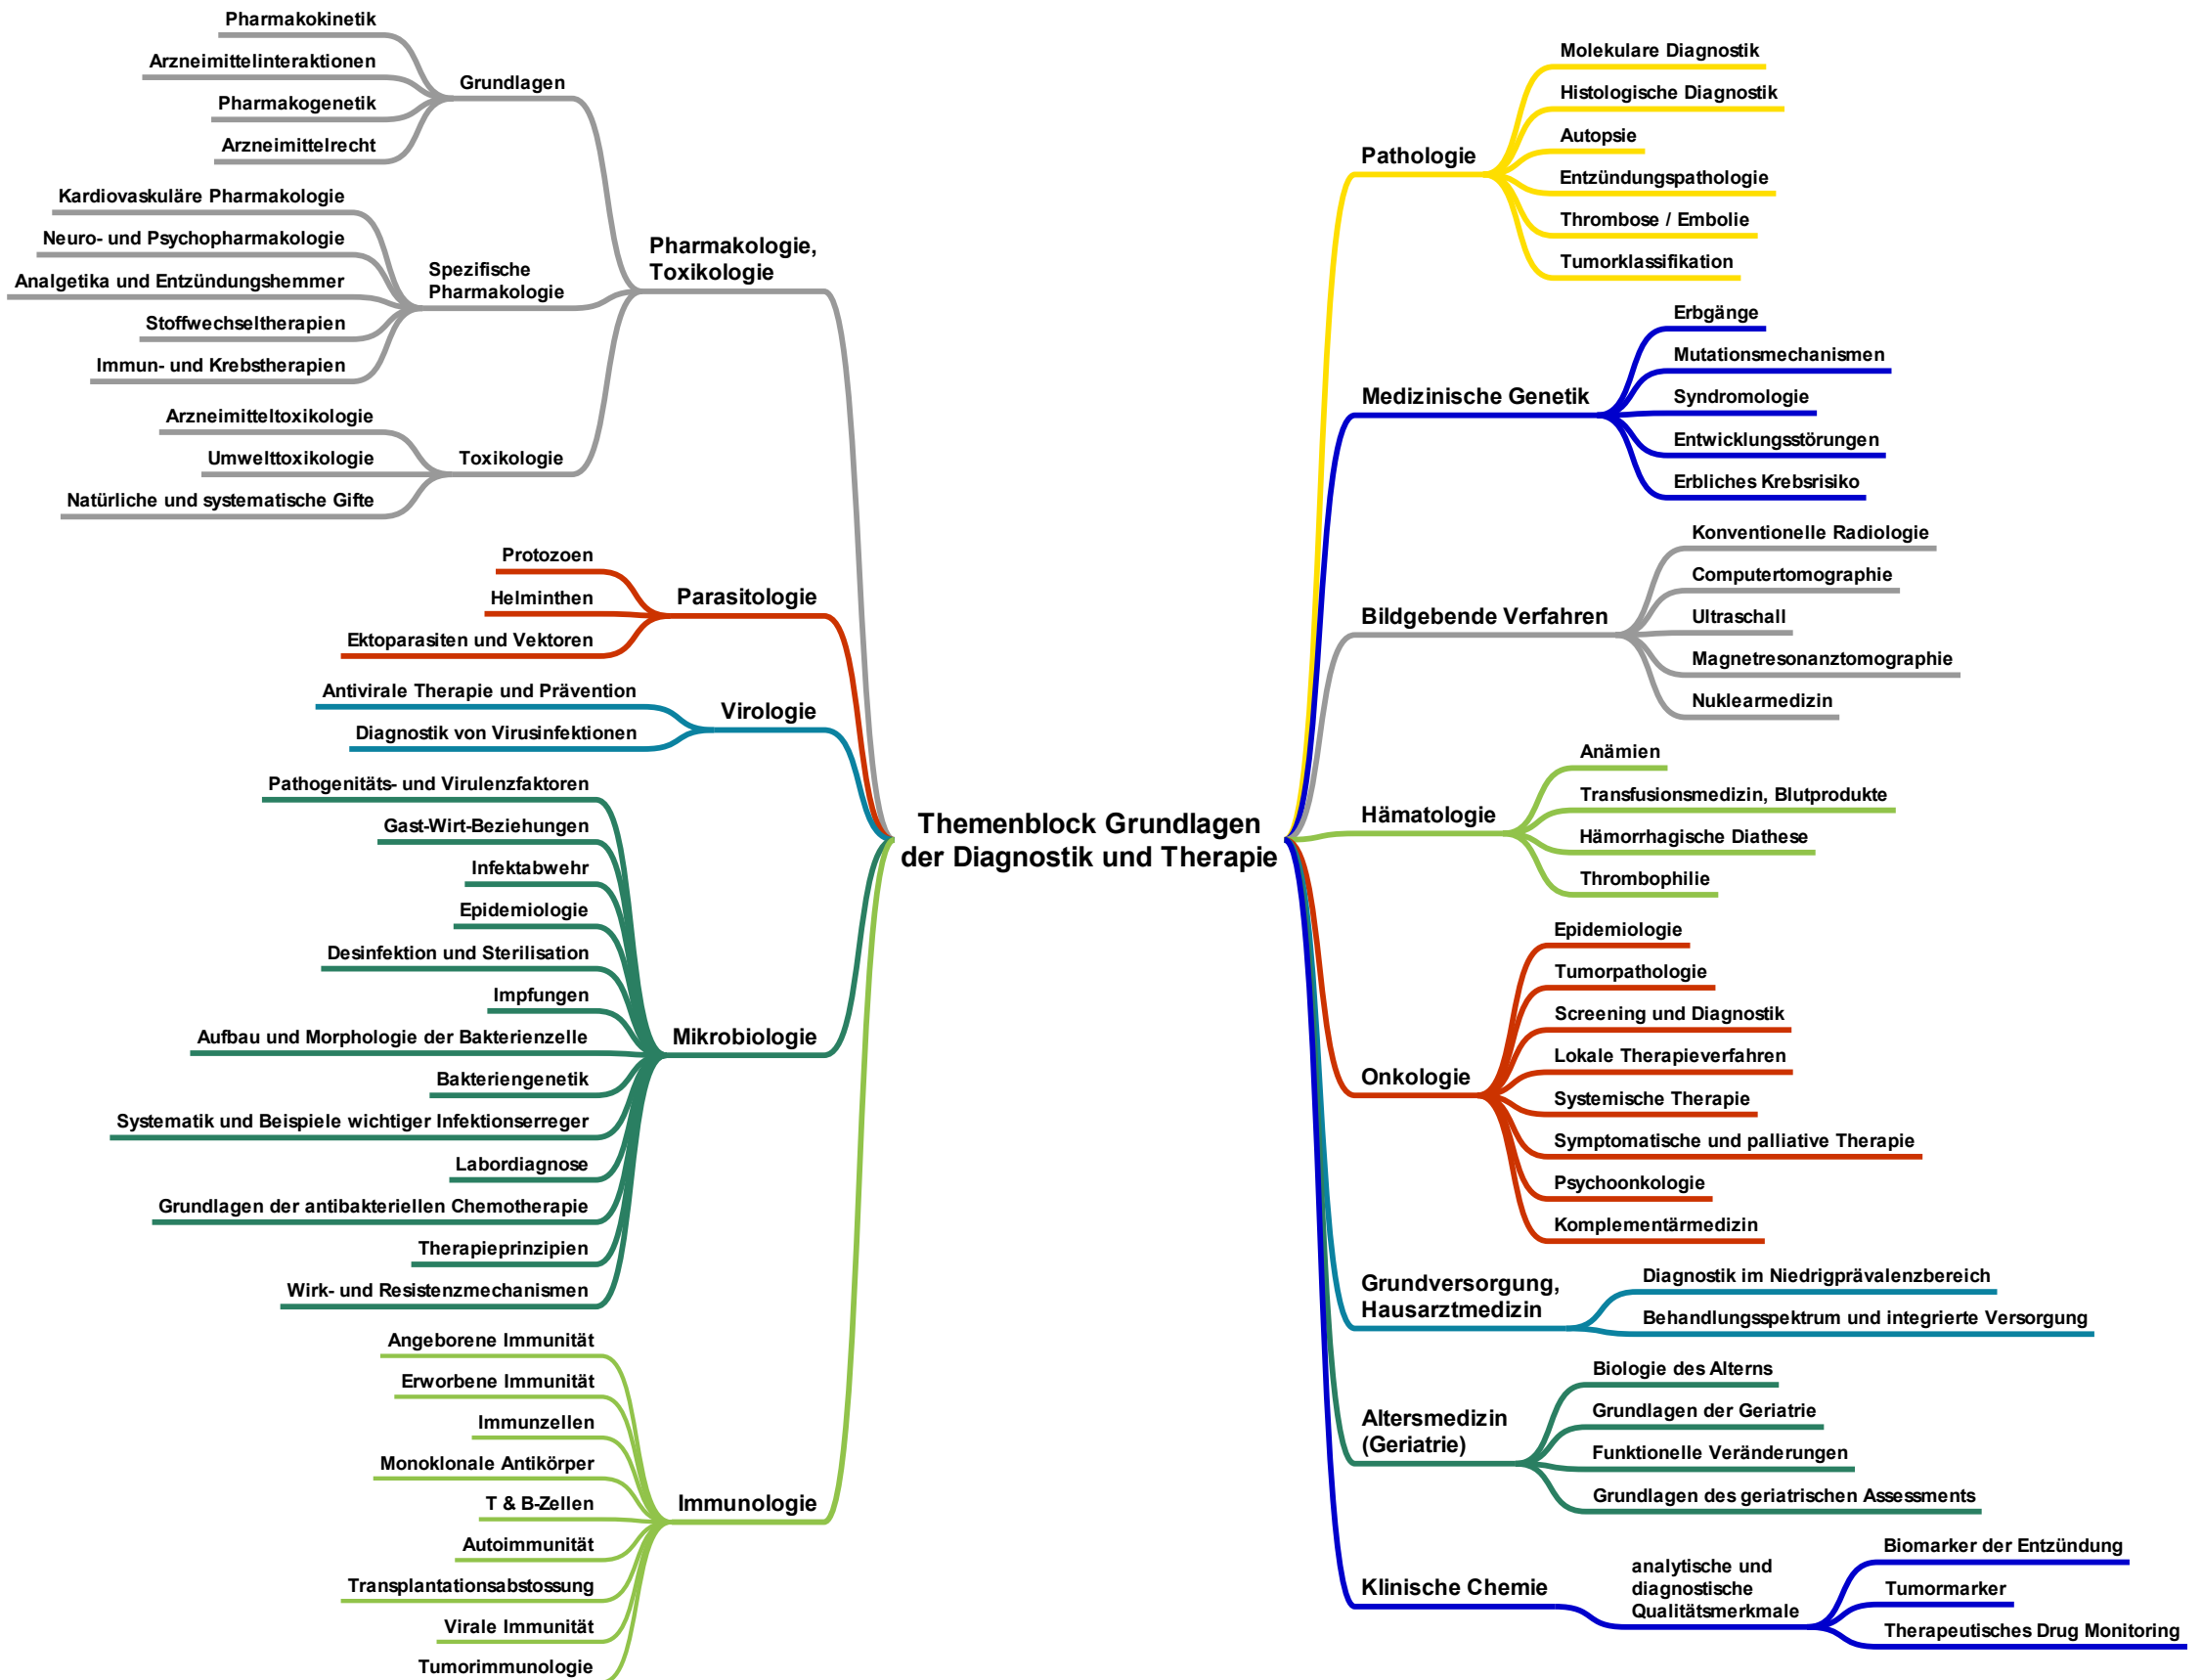 Themenblock Grundlagen
der Diagnostik und Therapie
Pharmakologie,
Toxikologie
Grundlagen
Pharmakokinetik
Arzneimittelinteraktionen
Pharmakogenetik
Arzneimittelrecht
Spezifische
Pharmakologie
Kardiovaskuläre Pharmakologie
Neuro- und Psychopharmakologie
Analgetika und Entzündungshemmer
Stoffwechseltherapien
Immun- und Krebstherapien
Toxikologie
Arzneimitteltoxikologie
Umwelttoxikologie
Natürliche und systematische Gifte
Parasitologie
Protozoen
Helminthen
Ektoparasiten und Vektoren
Virologie
Antivirale Therapie und Prävention
Diagnostik von Virusinfektionen
Mikrobiologie
Pathogenitäts- und Virulenzfaktoren
Gast-Wirt-Beziehungen
Infektabwehr
Epidemiologie
Desinfektion und Sterilisation
Impfungen
Aufbau und Morphologie der Bakterienzelle
Bakteriengenetik
Systematik und Beispiele wichtiger Infektionserreger
Labordiagnose
Grundlagen der antibakteriellen Chemotherapie
Therapieprinzipien
Wirk- und Resistenzmechanismen
Immunologie
Angeborene Immunität
Erworbene Immunität
Immunzellen
Monoklonale Antikörper
T & B-Zellen
Autoimmunität
Transplantationsabstossung
Virale Immunität
Tumorimmunologie
Pathologie
Molekulare Diagnostik
Histologische Diagnostik
Autopsie
Entzündungspathologie
Thrombose / Embolie
Tumorklassifikation
Medizinische Genetik
Erbgänge
Mutationsmechanismen
Syndromologie
Entwicklungsstörungen
Erbliches Krebsrisiko
Bildgebende Verfahren
Konventionelle Radiologie
Computertomographie
Ultraschall
Magnetresonanztomographie
Nuklearmedizin
Hämatologie
Anämien
Transfusionsmedizin, Blutprodukte
Hämorrhagische Diathese
Thrombophilie
Onkologie
Epidemiologie
Tumorpathologie
Screening und Diagnostik
Lokale Therapieverfahren
Systemische Therapie
Symptomatische und palliative Therapie
Psychoonkologie
Komplementärmedizin
Grundversorgung,
Hausarztmedizin
Diagnostik im Niedrigprävalenzbereich
Behandlungsspektrum und integrierte Versorgung
Altersmedizin
(Geriatrie)
Biologie des Alterns
Grundlagen der Geriatrie
Funktionelle Veränderungen
Grundlagen des geriatrischen Assessments
Klinische Chemie
analytische und
diagnostische
Qualitätsmerkmale
Biomarker der Entzündung
Tumormarker
Therapeutisches Drug Monitoring